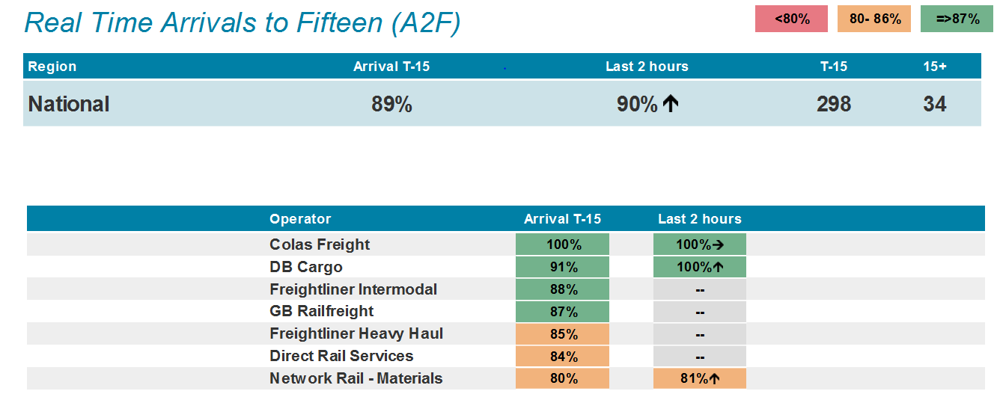 Real Time Arrivals to Fifteen (A2F)
<80% 80- 86% =>87%
Region Arrival T-15 Last 2 hours T-15 15+
National 89% 90%↑ 298 34
Operator Arrival T-15 Last 2 hours
Colas Freight 100% 100%→
DB Cargo 91% 100%↑
Freightliner Intermodal 88% --
GB Railfreight 87% --
Freightliner Heavy Haul 85% --
Direct Rail Services 84% --
Network Rail - Materials 80% 81%↑